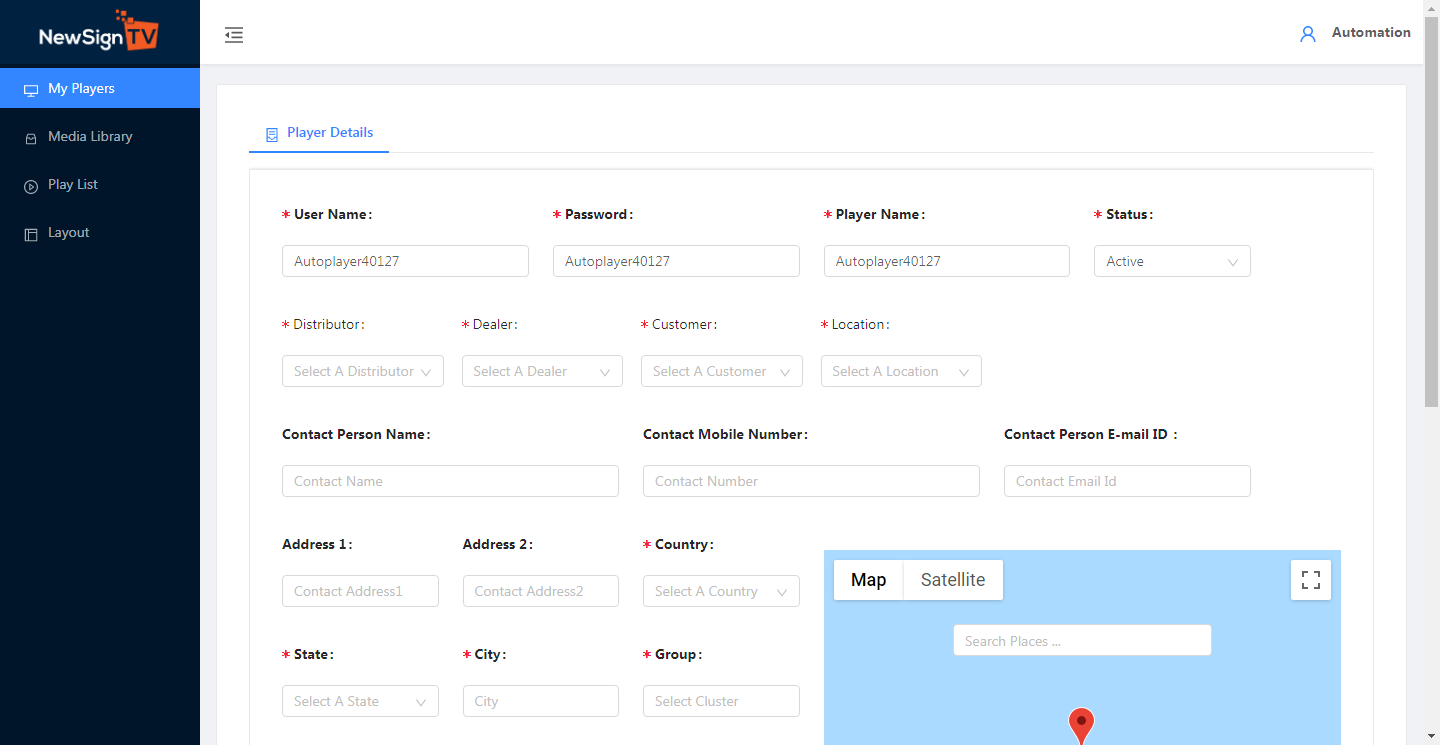 NewSign TV
Automation
My Players
Media Library
Play List
Layout
Player Details
* User Name:
* Password:
* Player Name:
* Status:
Autoplayer40127
Autoplayer40127
Autoplayer40127
Active
* Distributor:
* Dealer:
* Customer:
* Location:
Select A Distributor
Select A Dealer
Select A Customer
Select A Location
Contact Person Name:
Contact Mobile Number:
Contact Person E-mail ID :
Contact Name
Contact Number
Contact Email Id
Address 1:
Address 2:
* Country:
Contact Address1
Contact Address2
Select A Country
Map
Satellite
Search Places ...
* State:
* City:
* Group:
Select A State
City
Select Cluster